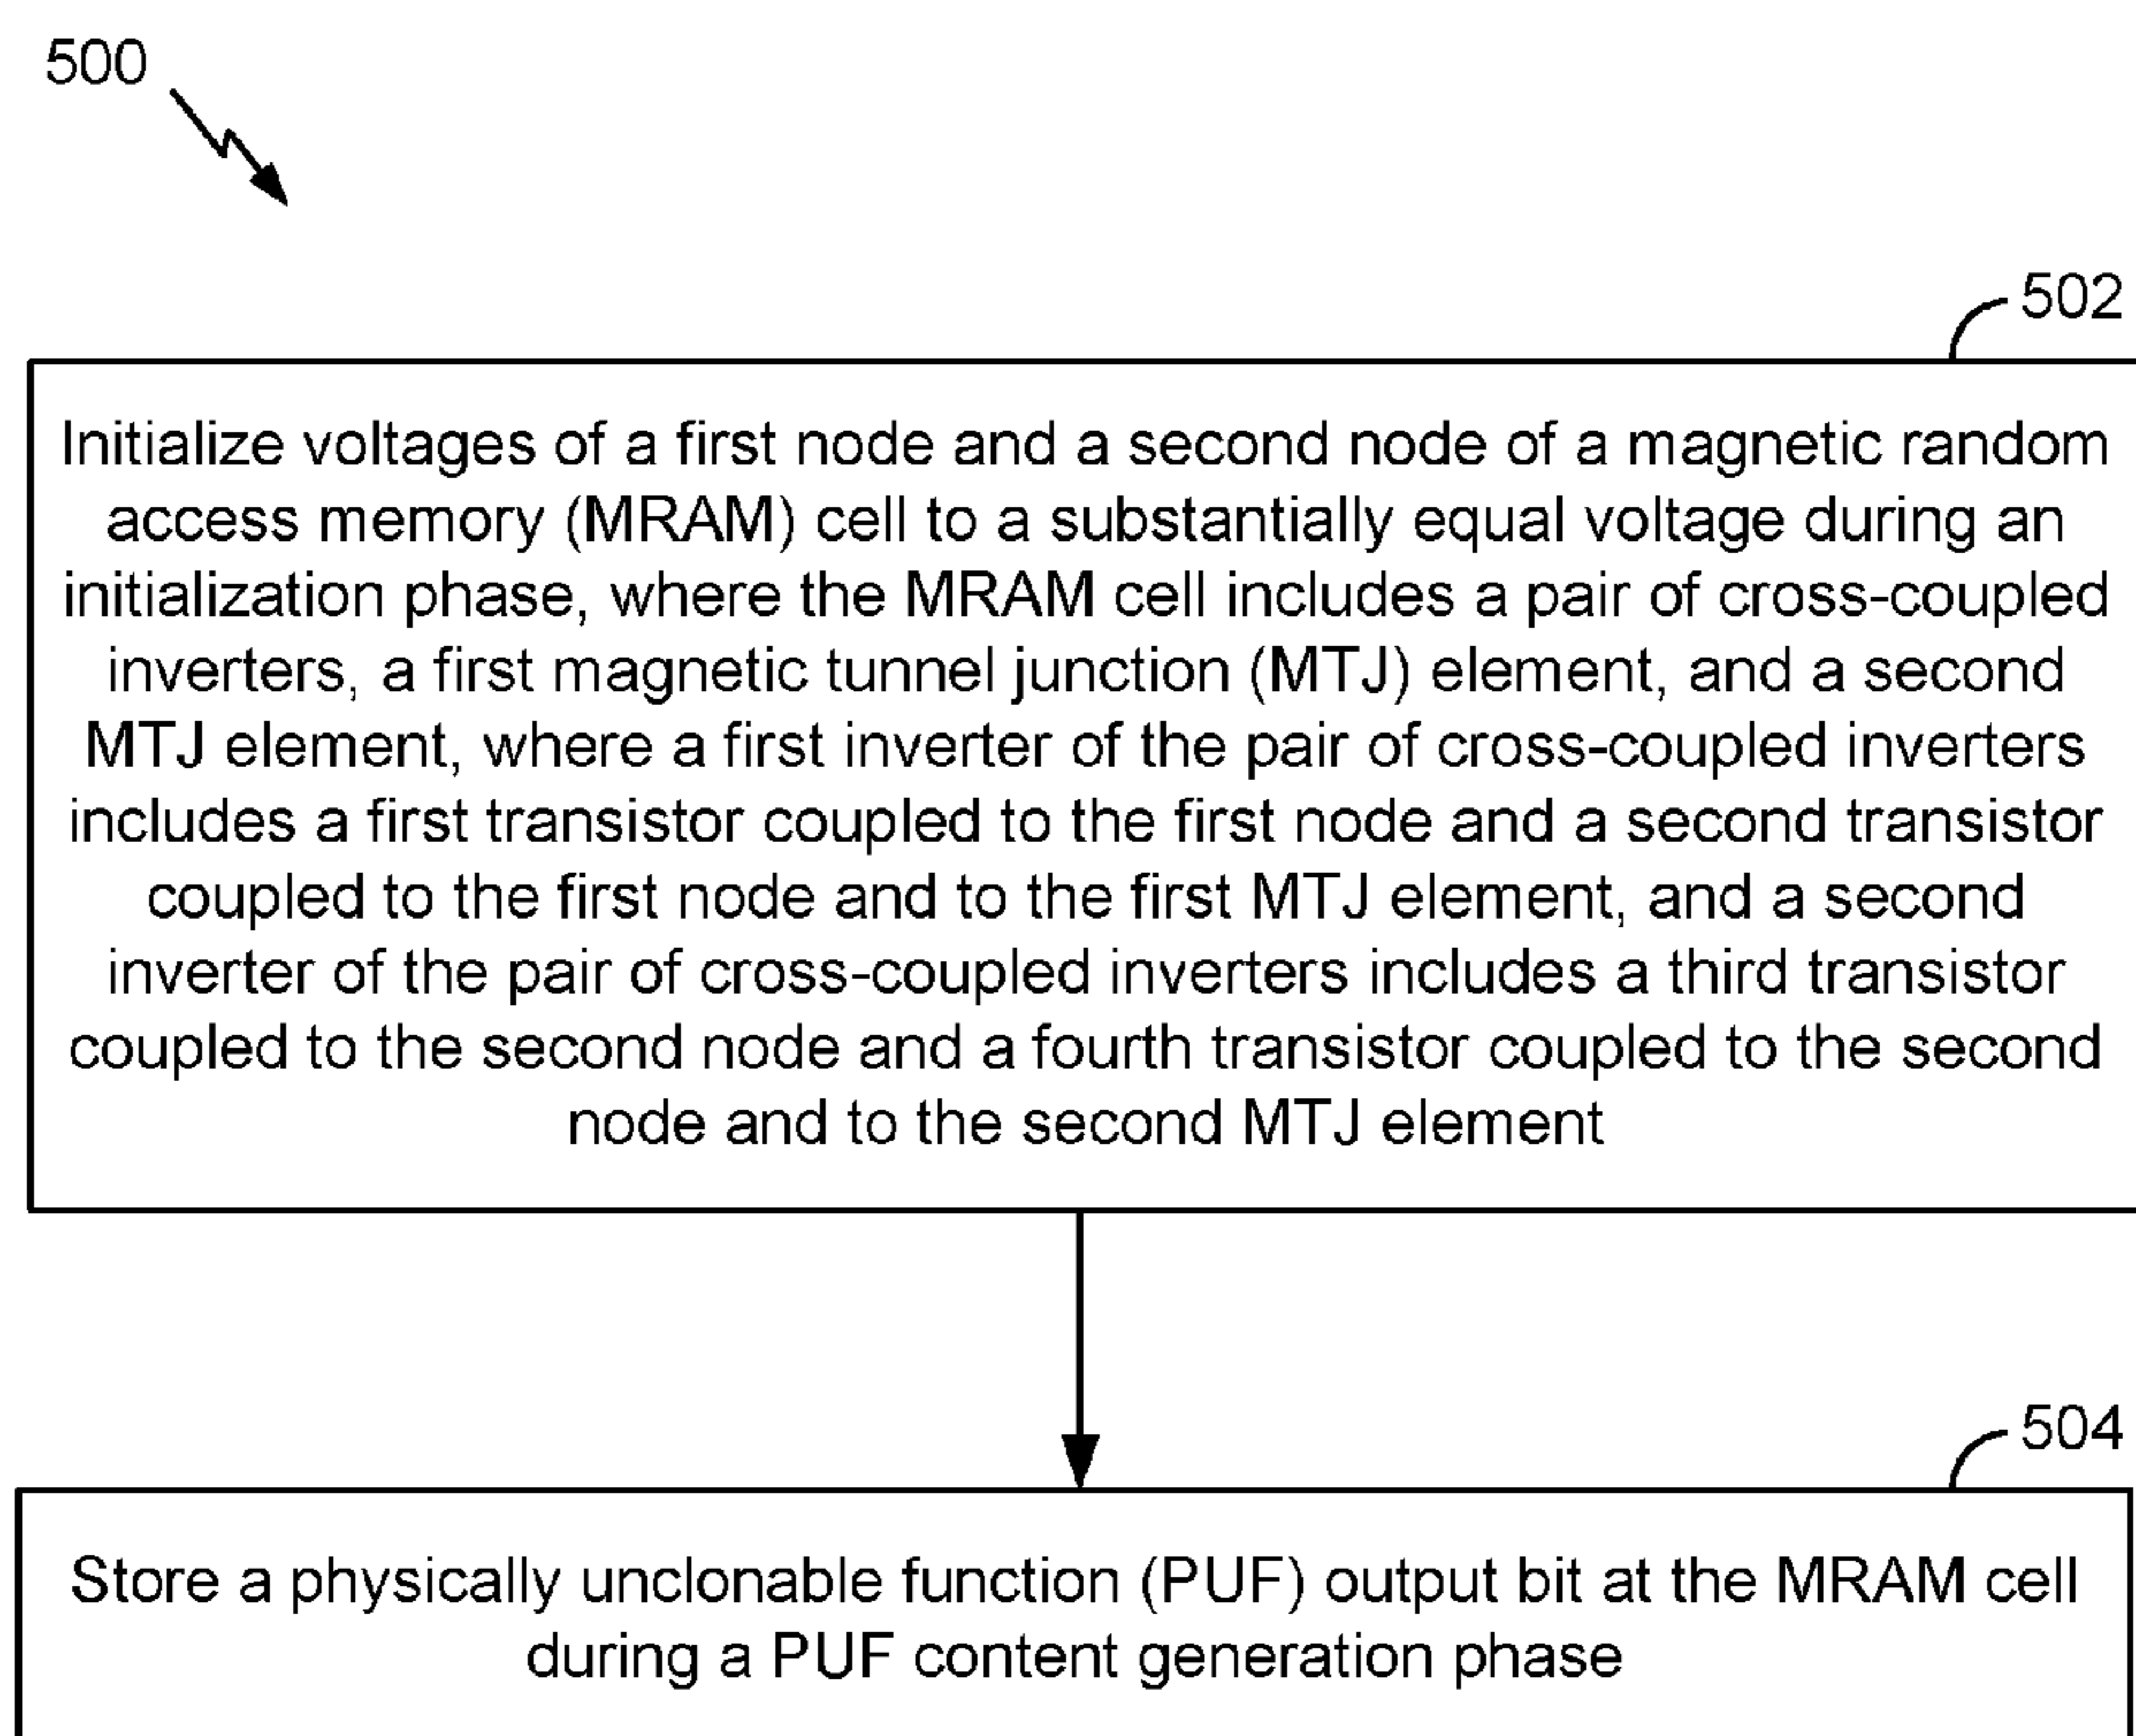 500
502
Initialize voltages of a first node and a second node of a magnetic random
access memory (MRAM) cell to a substantially equal voltage during an
initialization phase, where the MRAM cell includes a pair of cross-coupled
inverters, a first magnetic tunnel junction (MTJ) element, and a second
MTJ element, where a first inverter of the pair of cross-coupled inverters
includes a first transistor coupled to the first node and a second transistor
coupled to the first node and to the first MTJ element, and a second
inverter of the pair of cross-coupled inverters includes a third transistor
coupled to the second node and a fourth transistor coupled to the second
node and to the second MTJ element
504
Store a physically unclonable function (PUF) output bit at the MRAM cell
during a PUF content generation phase